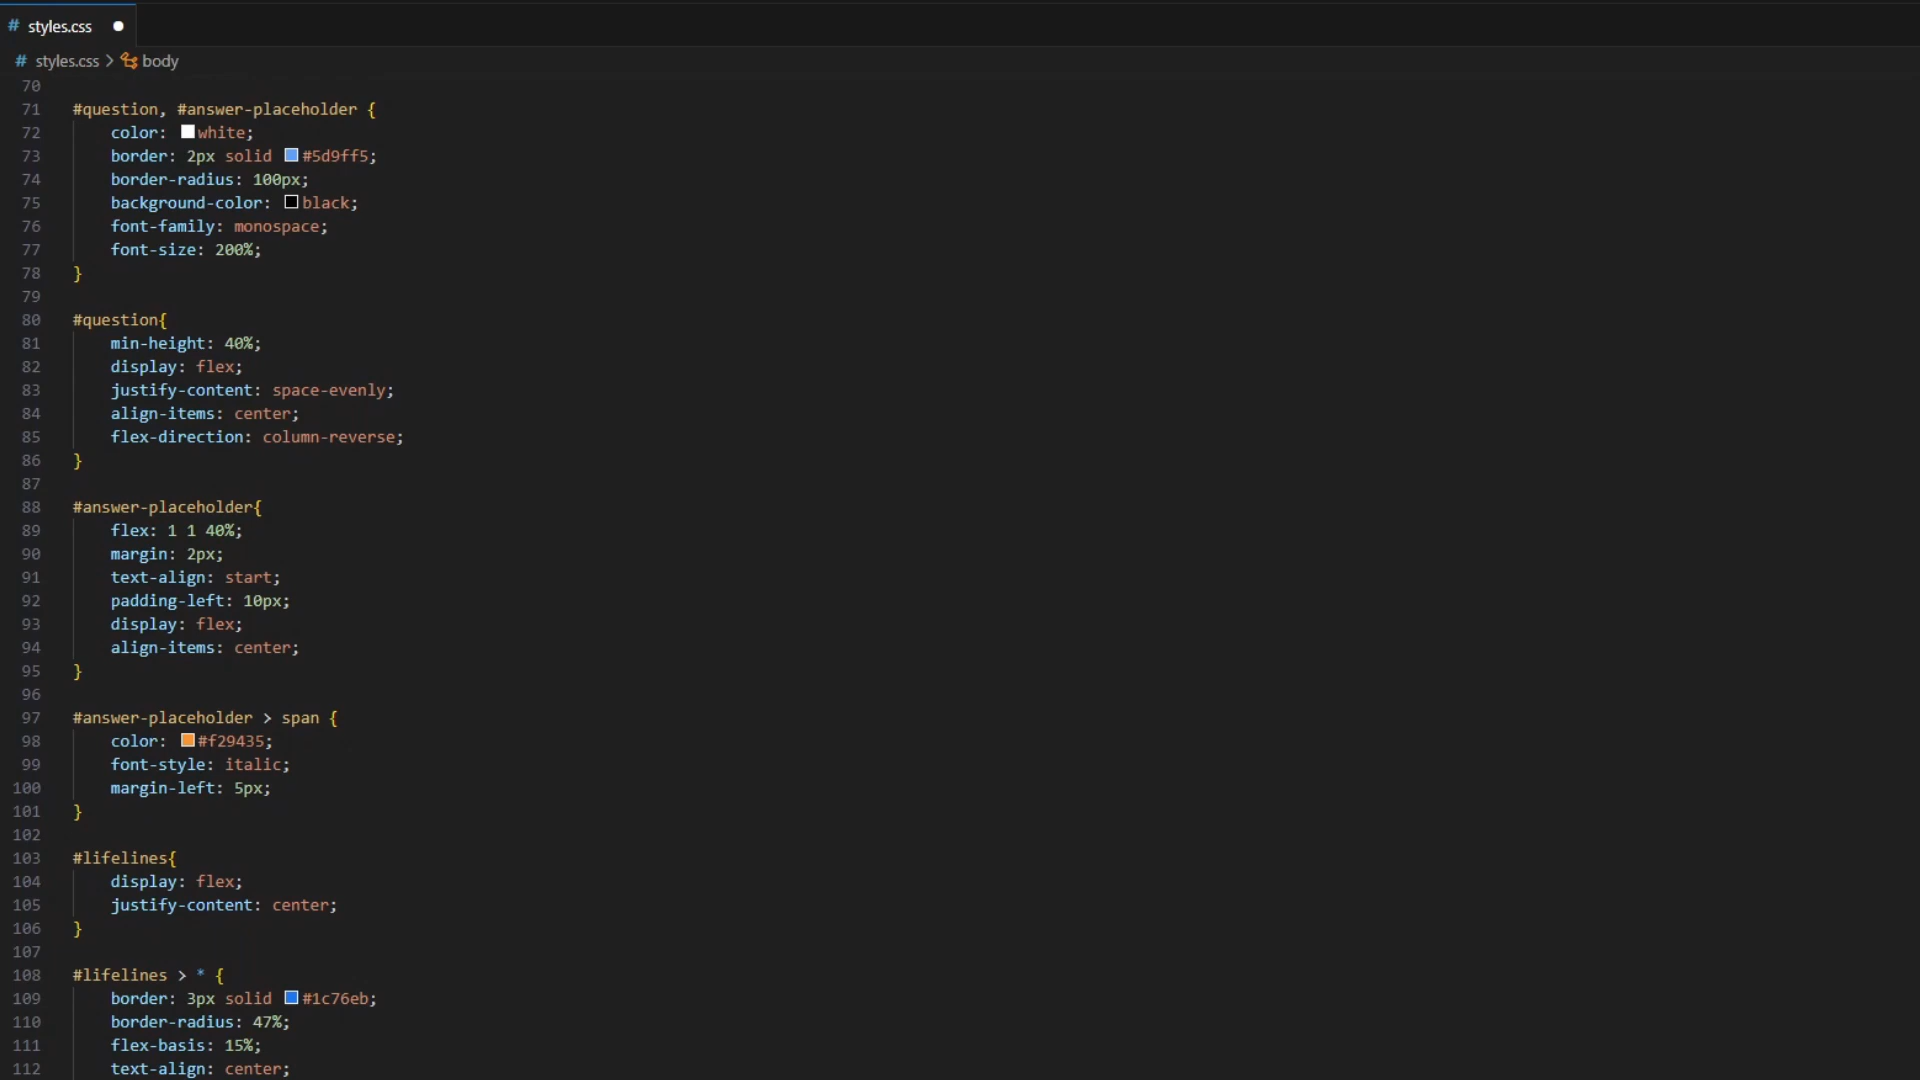 # styles.css
# styles.css > body
70
71 #question, #answer-placeholder {
72 color: white;
73 border: 2px solid #5d9ff5;
74 border-radius: 100px;
75 background-color: black;
76 font-family: monospace;
77 font-size: 200%;
78 }
79
80 #question{
81 min-height: 40%;
82 display: flex;
83 justify-content: space-evenly;
84 align-items: center;
85 flex-direction: column-reverse;
86 }
87
88 #answer-placeholder{
89 flex: 1 1 40%;
90 margin: 2px;
91 text-align: start;
92 padding-left: 10px;
93 display: flex;
94 align-items: center;
95 }
96
97 #answer-placeholder > span {
98 color: #f29435;
99 font-style: italic;
100 margin-left: 5px;
101 }
102
103 #lifelines{
104 display: flex;
105 justify-content: center;
106 }
107
108 #lifelines > * {
109 border: 3px solid #1c76eb;
110 border-radius: 47%;
111 flex-basis: 15%;
112 text-align: center;